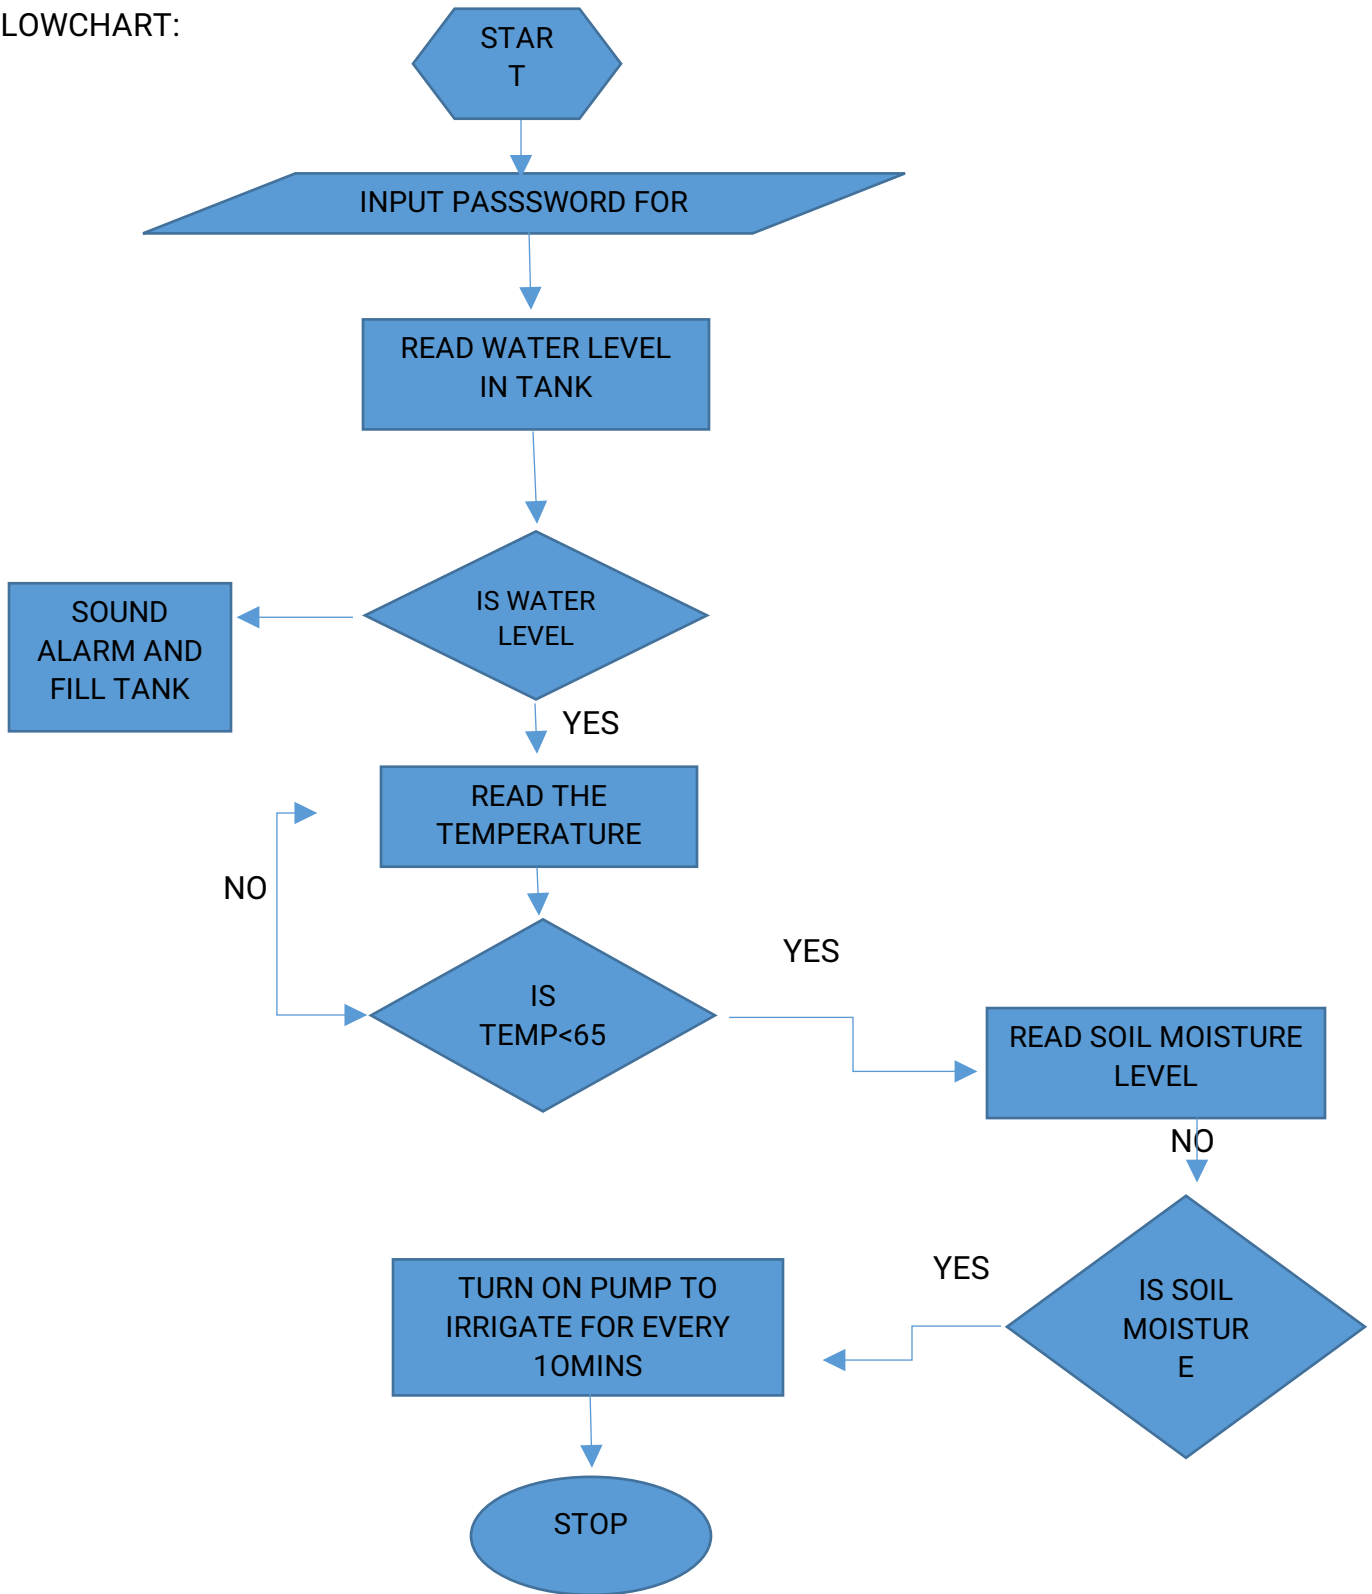 LOWCHART:
STAR
T
INPUT PASSSWORD FOR
READ WATER LEVEL
IN TANK
IS WATER
LEVEL
SOUND
ALARM AND
FILL TANK
YES
READ THE
TEMPERATURE
NO
IS
TEMP<65
YES
READ SOIL MOISTURE
LEVEL
NO
IS SOIL
MOISTUR
E
YES
TURN ON PUMP TO
IRRIGATE FOR EVERY
1OMINS
STOP